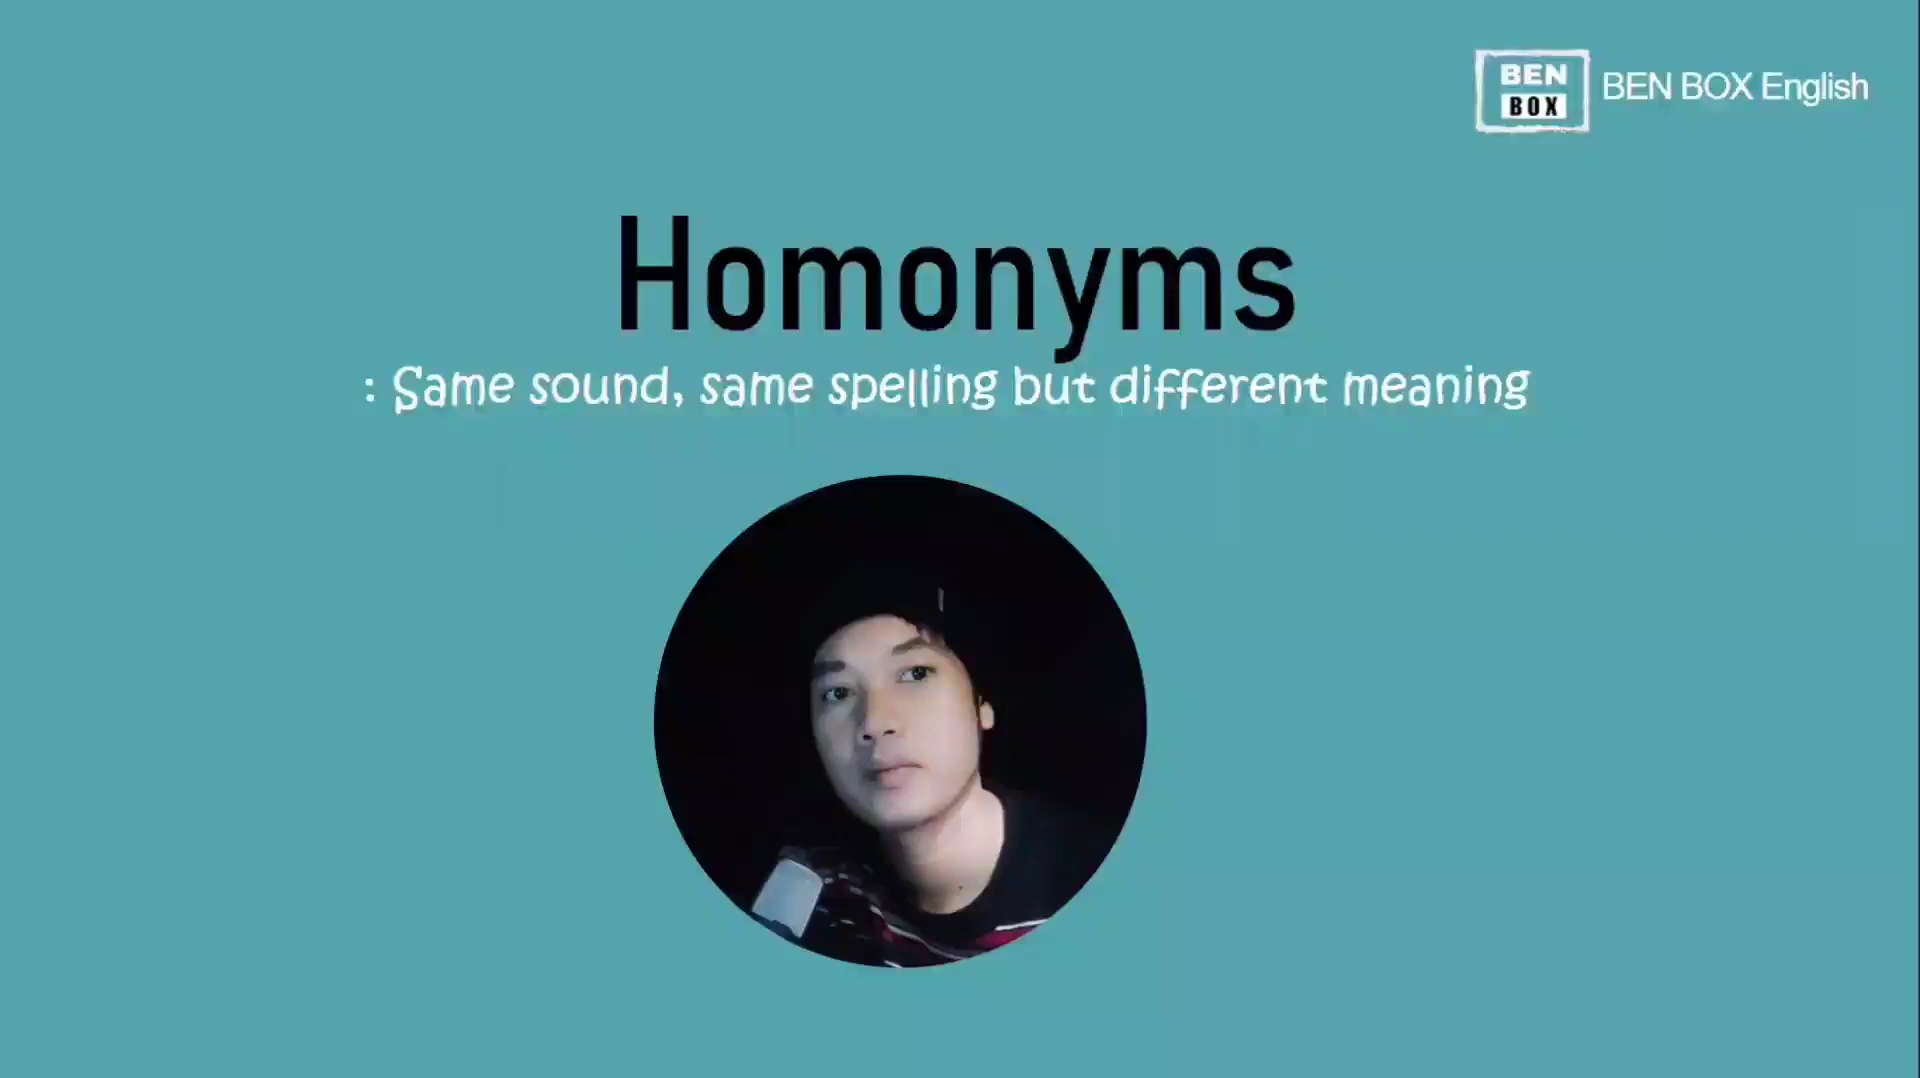 BEN
BOX
BEN BOX English
Homonyms
: Same sound, same spelling but different meaning